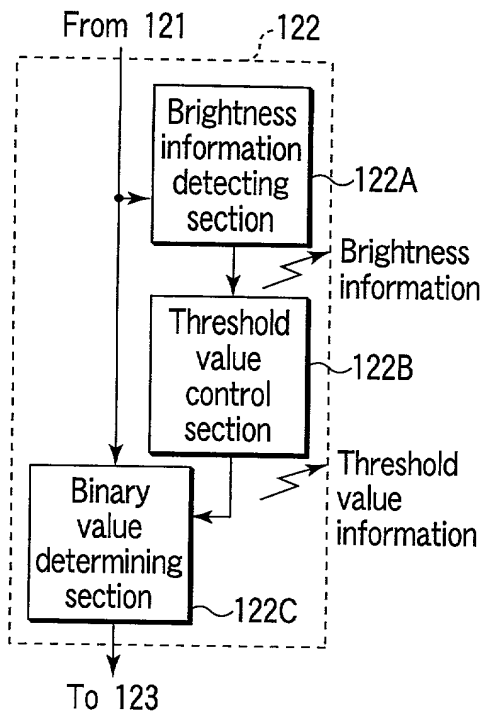 From 121
122
Brightness
information
detecting
section
122A
Brightness
information
Threshold
value
control
section
122B
Threshold
value
information
Binary
value
determining
section
122C
To 123